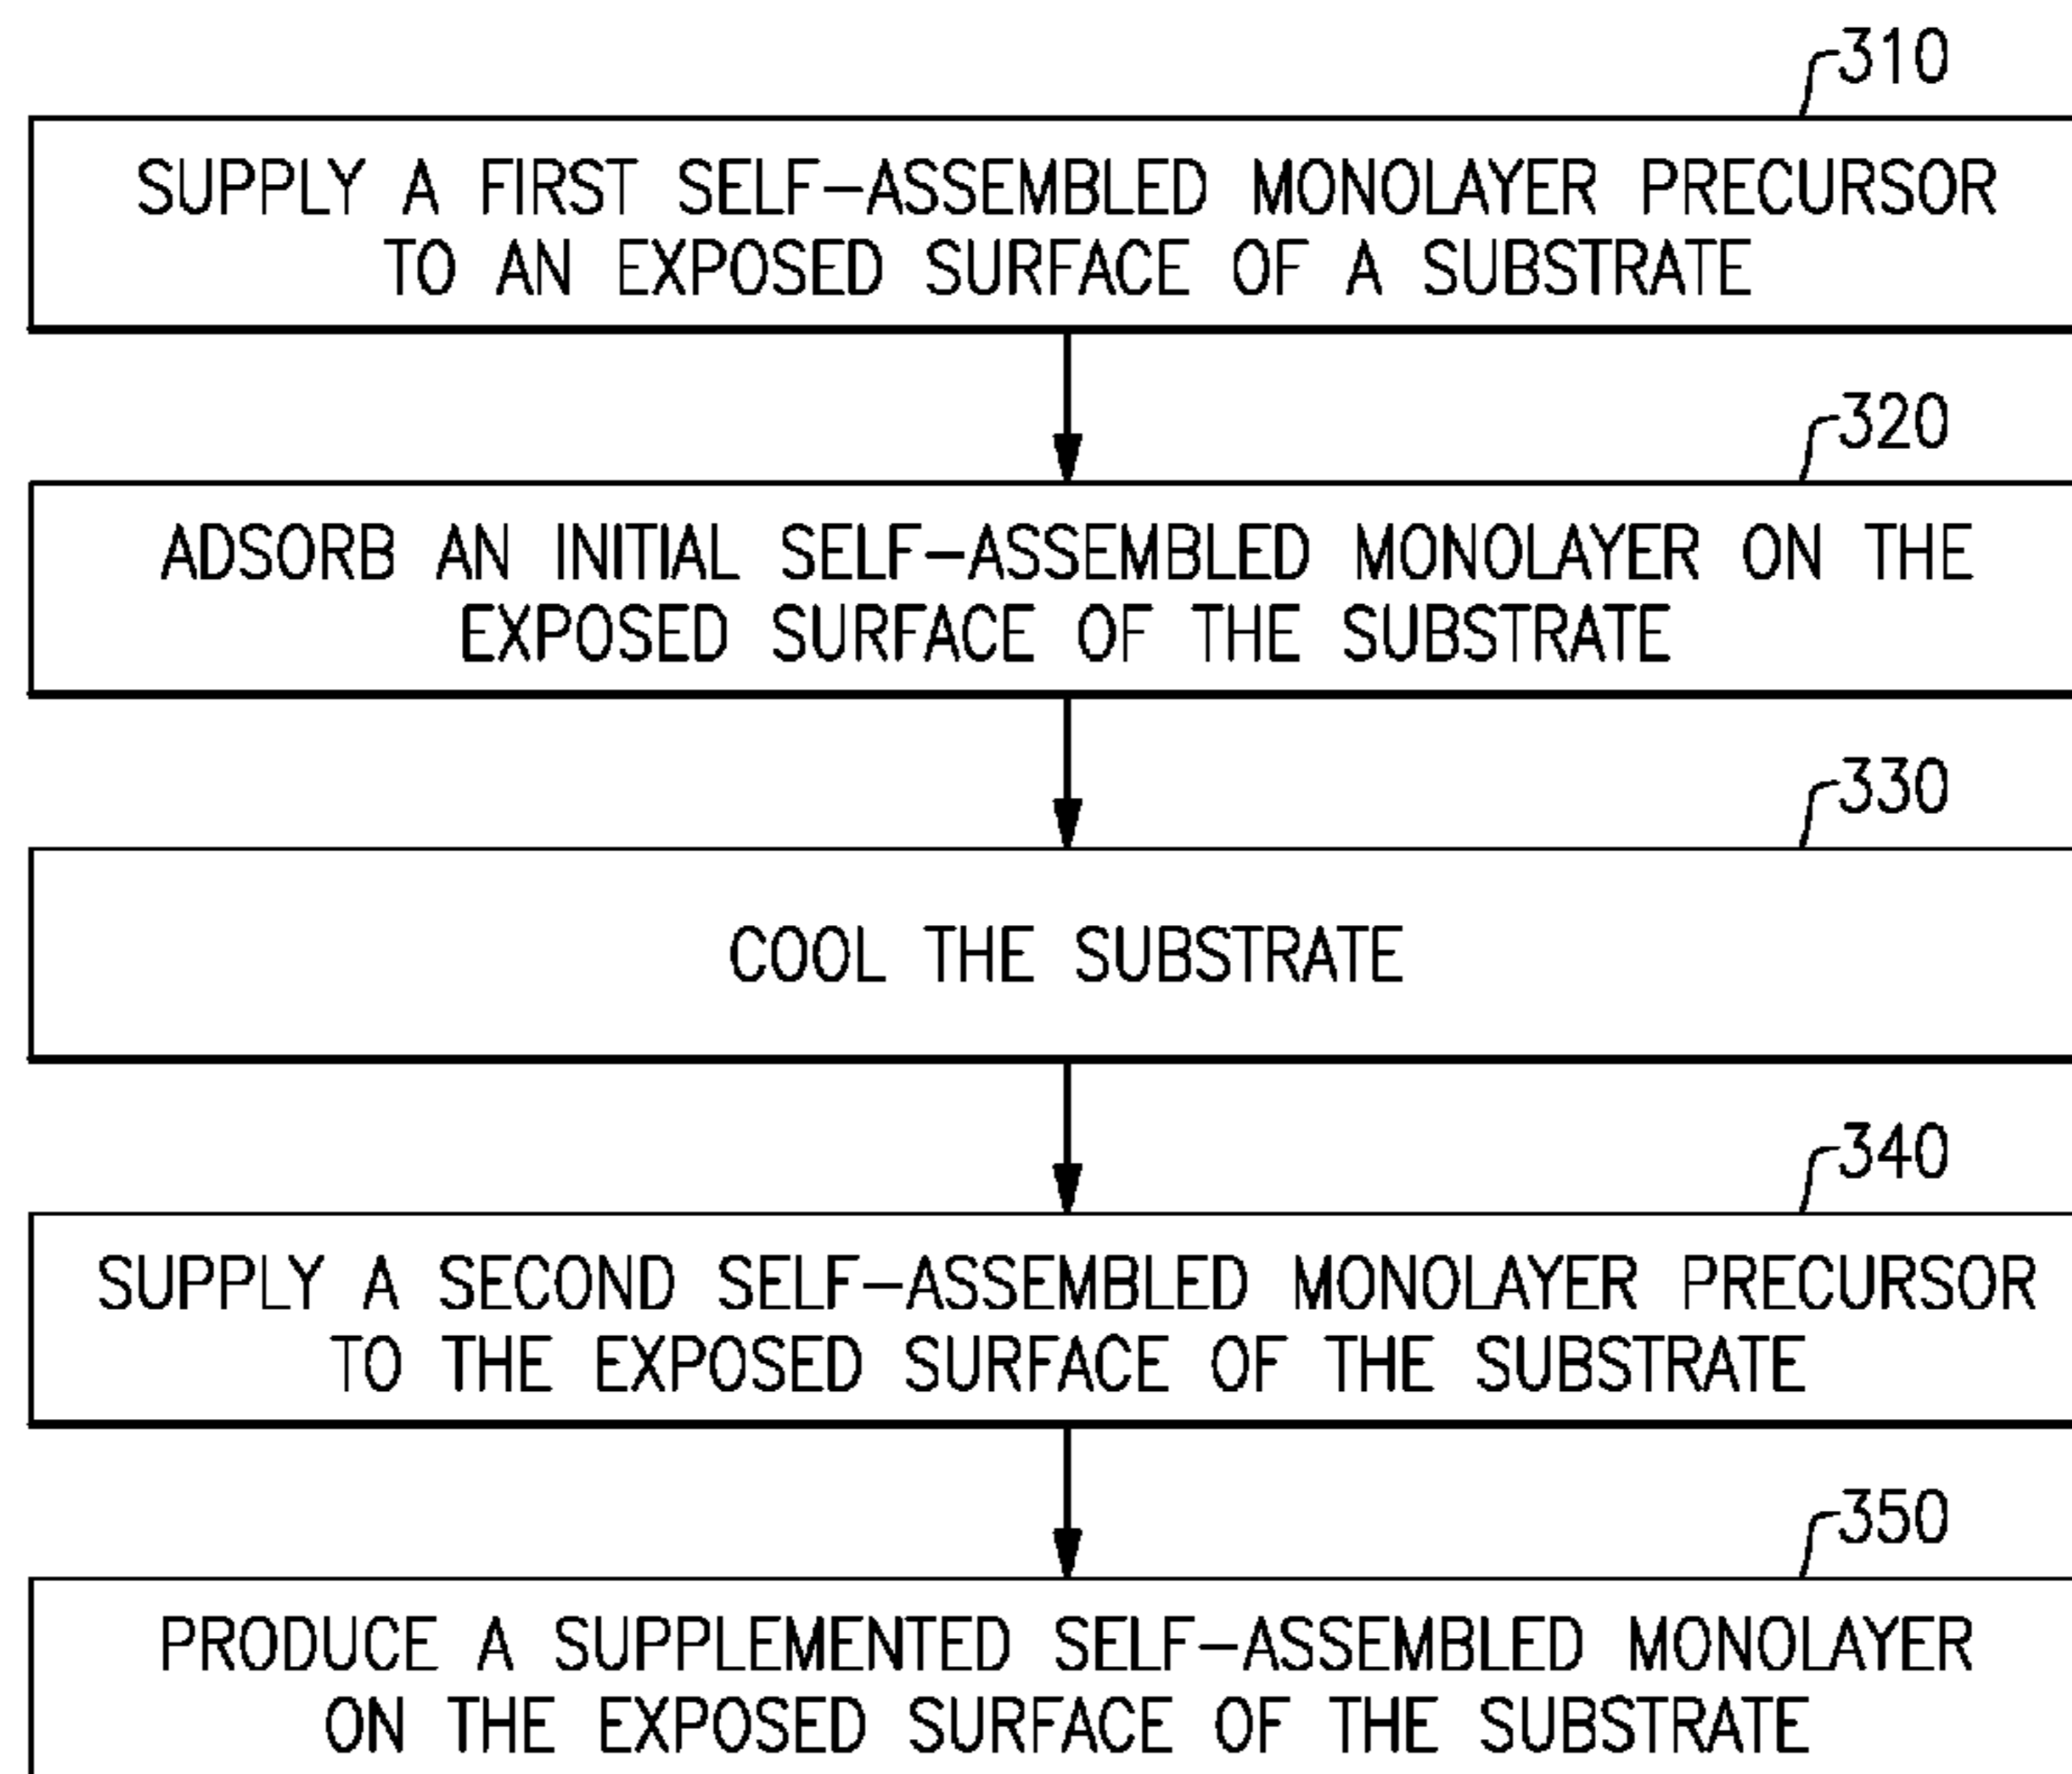 310
SUPPLY A FIRST SELF-ASSEMBLED MONOLAYER PRECURSOR
TO AN EXPOSED SURFACE OF A SUBSTRATE
320
ADSORB AN INITIAL SELF-ASSEMBLED MONOLAYER ON THE
EXPOSED SURFACE OF THE SUBSTRATE
330
COOL THE SUBSTRATE
340
SUPPLY A SECOND SELF-ASSEMBLED MONOLAYER PRECURSOR
TO THE EXPOSED SURFACE OF THE SUBSTRATE
350
PRODUCE A SUPPLEMENTED SELF-ASSEMBLED MONOLAYER
ON THE EXPOSED SURFACE OF THE SUBSTRATE